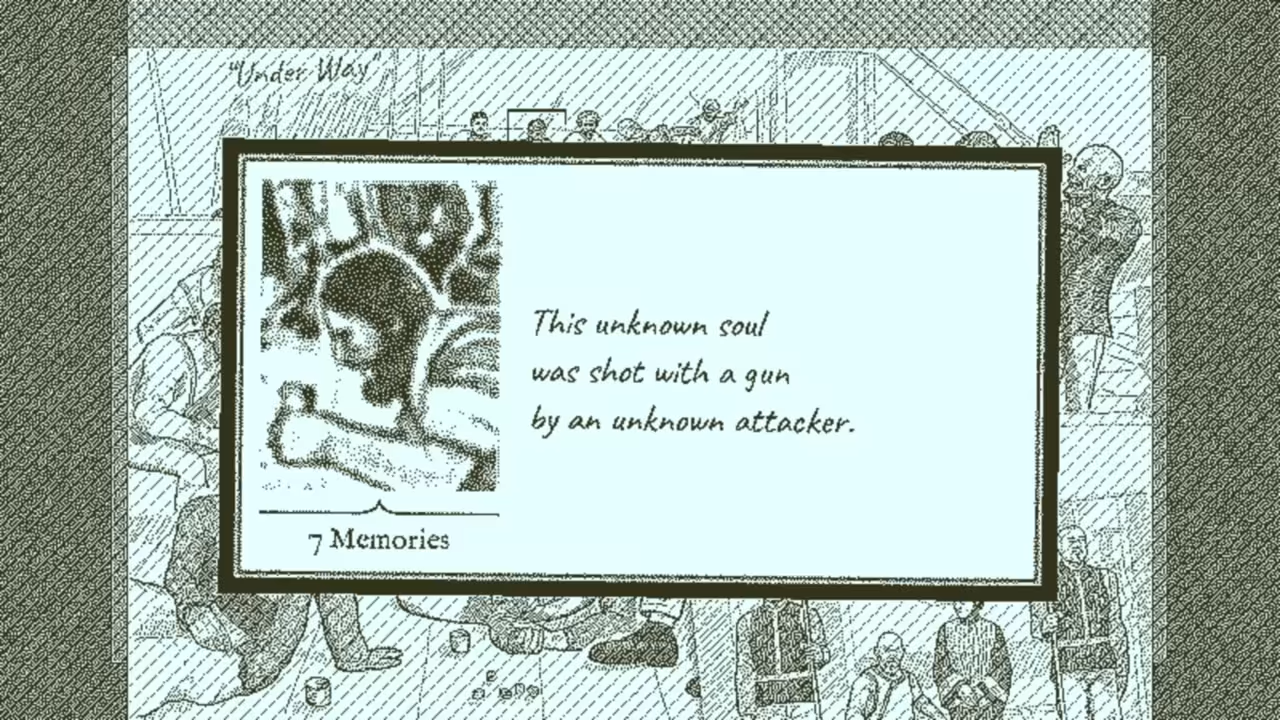 "Under Way"
This unknown soul
was shot with a gun
by an unknown attacker.
7 Memories